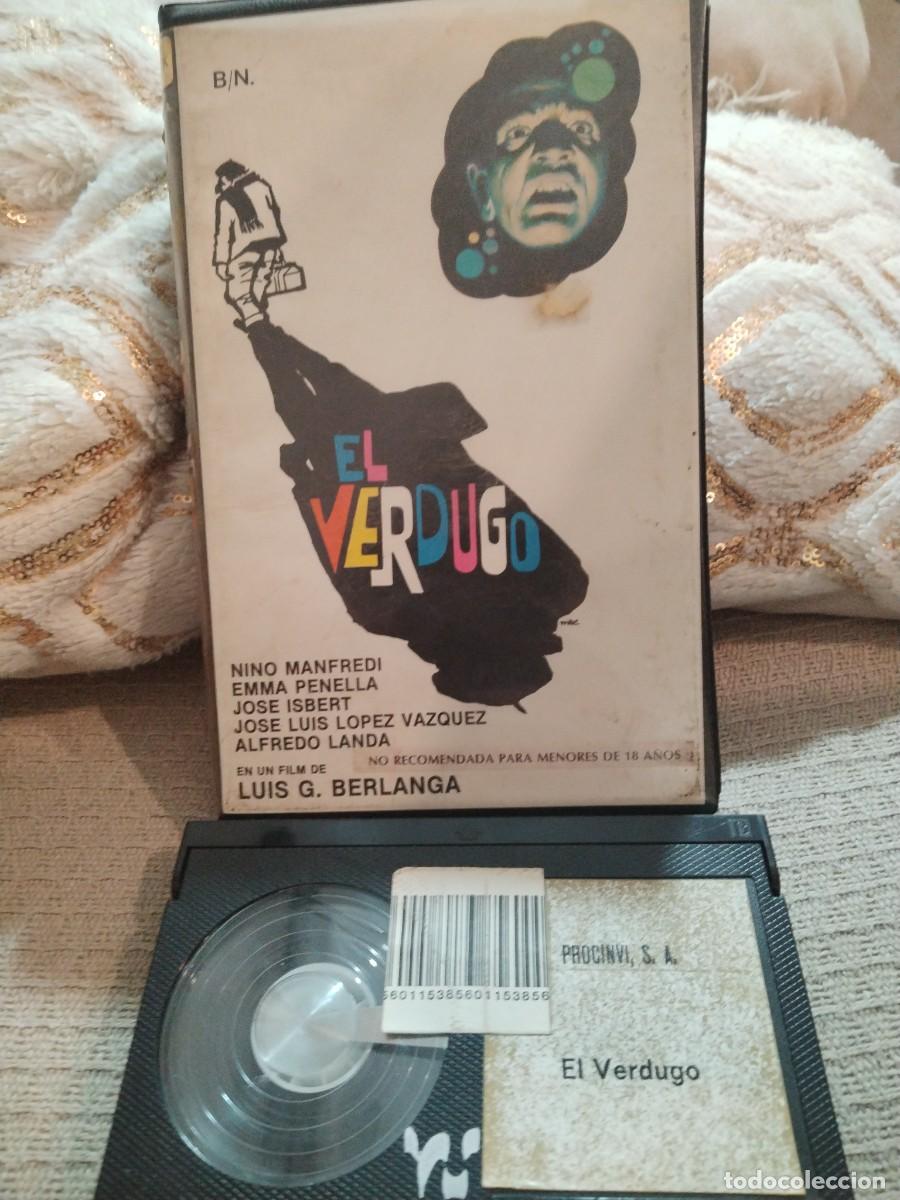 B/N.
EL
VERDUGO
NINO MANFREDI
EMMA PENELLA
JOSE ISBERT
JOSE LUIS LOPEZ VAZQUEZ
ALFREDO LANDA
NO RECOMENDADA PARA MENORES DE 18 AÑOS
EN UN FILM DE
LUIS G. BERLANGA
560115385601153856
PROCINVI, S. A.
El Verdugo
todocoleccion